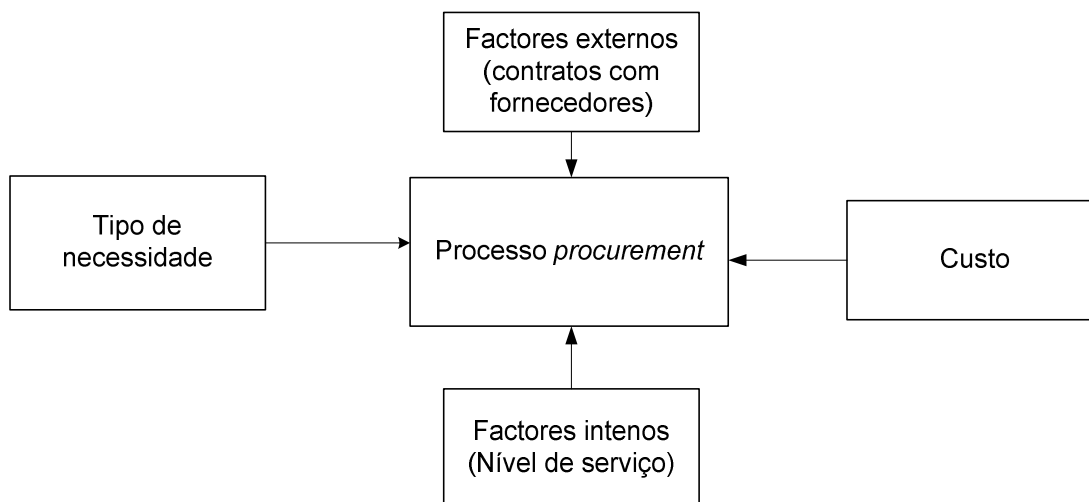 Factores externos
(contratos com
fornecedores)
Tipo de
necessidade
Processo procurement
Custo
Factores intenos
(Nível de serviço)